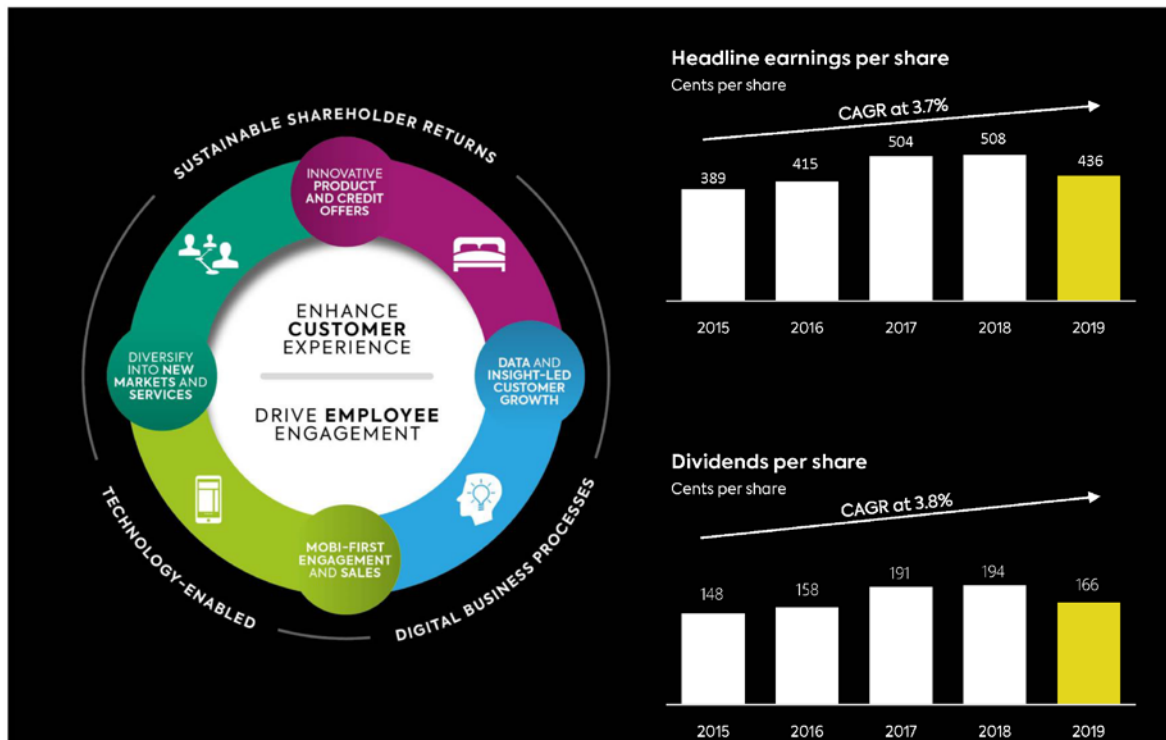 SUSTAINABLE SHAREHOLDER RETURNS
INNOVATIVE
PRODUCT
AND CREDIT
OFFERS
ENHANCE
CUSTOMER
EXPERIENCE
DIVERSIFY
INTO NEW
MARKETS AND
SERVICES
DATA AND
INSIGHT-LED
CUSTOMER
GROWTH
DRIVE EMPLOYEE
ENGAGEMENT
MOBI-FIRST
ENGAGEMENT
AND SALES
TECHNOLOGY-ENABLED
DIGITAL BUSINESS PROCESSES
Headline earnings per share
Cents per share
CAGR at 3.7%
389 415 504 508 436
2015 2016 2017 2018 2019
Dividends per share
Cents per share
CAGR at 3.8%
148 158 191 194 166
2015 2016 2017 2018 2019